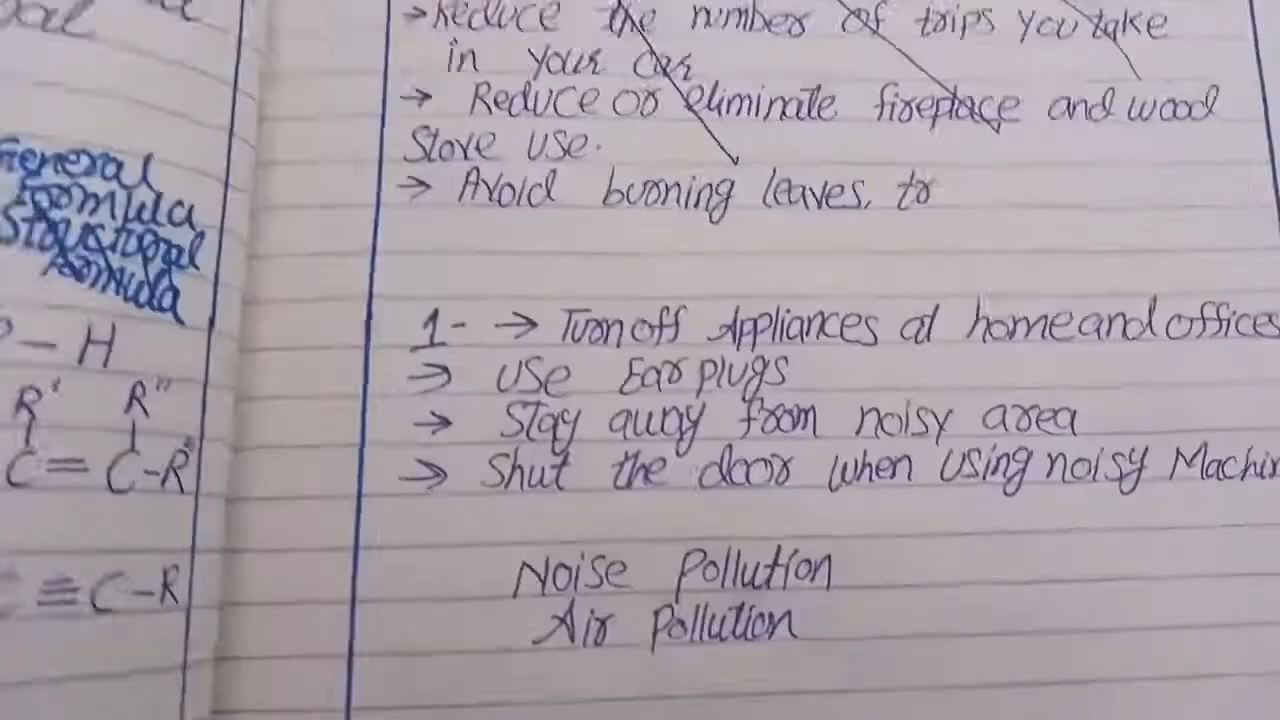 General
Formula
Structural
Formula
– H
R' R"
C = C-R
≡ C-R
→ Reduce the number of trips you take
in your car
→ Reduce or eliminate fireplace and wood
Stove use.
→ Avoid burning leaves, to
1- → Turn off Appliances at home and offices
→ Use Ear plugs
→ Stay away from noisy area
→ Shut the door when using noisy Machin
Noise Pollution
Air Pollution